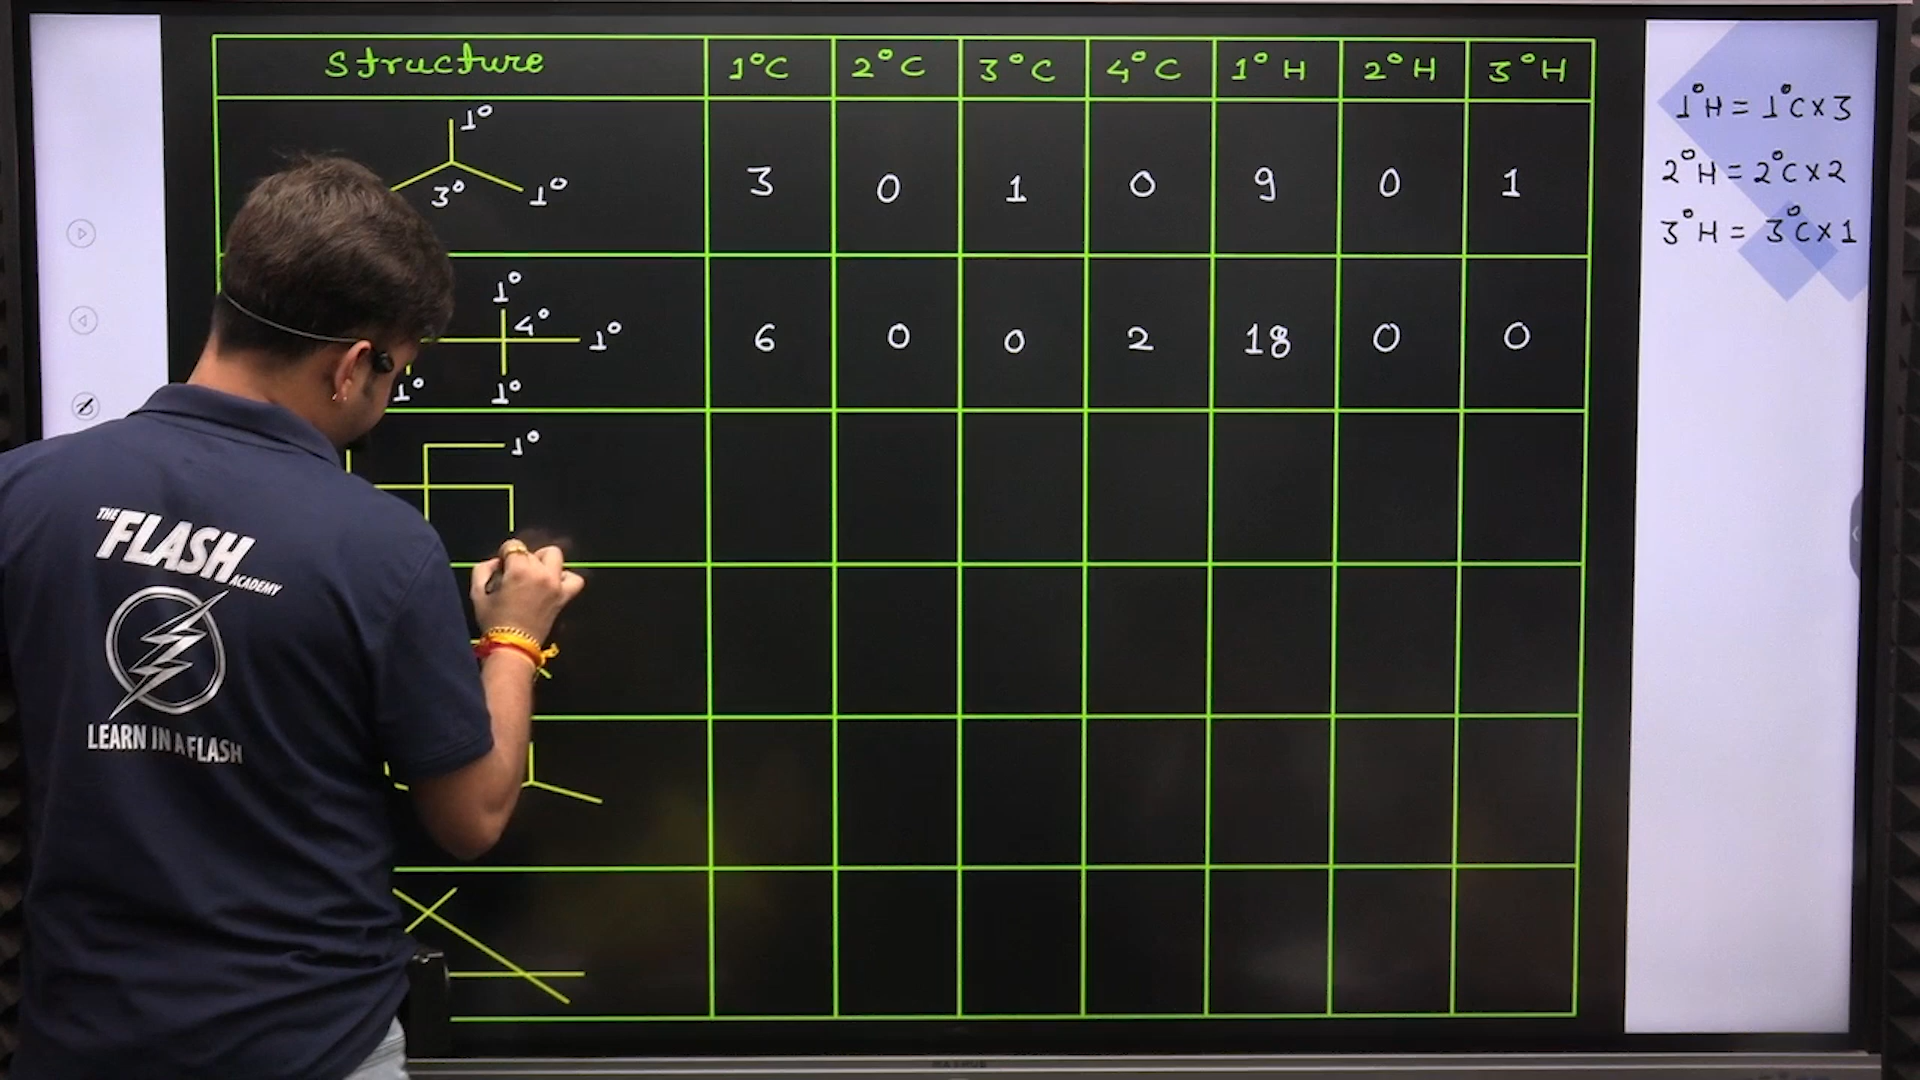 Structure 1°C 2°C 3°C 4°C 1°H 2°H 3°H
1°
3° 1° 3 0 1 0 9 0 1
1°
4° 1° 6 0 0 2 18 0 0
1° 1°
1°
1°H = 1°C x 3
2°H = 2°C x 2
3°H = 3°C x 1
THE
FLASH
ACADEMY
LEARN IN A FLASH